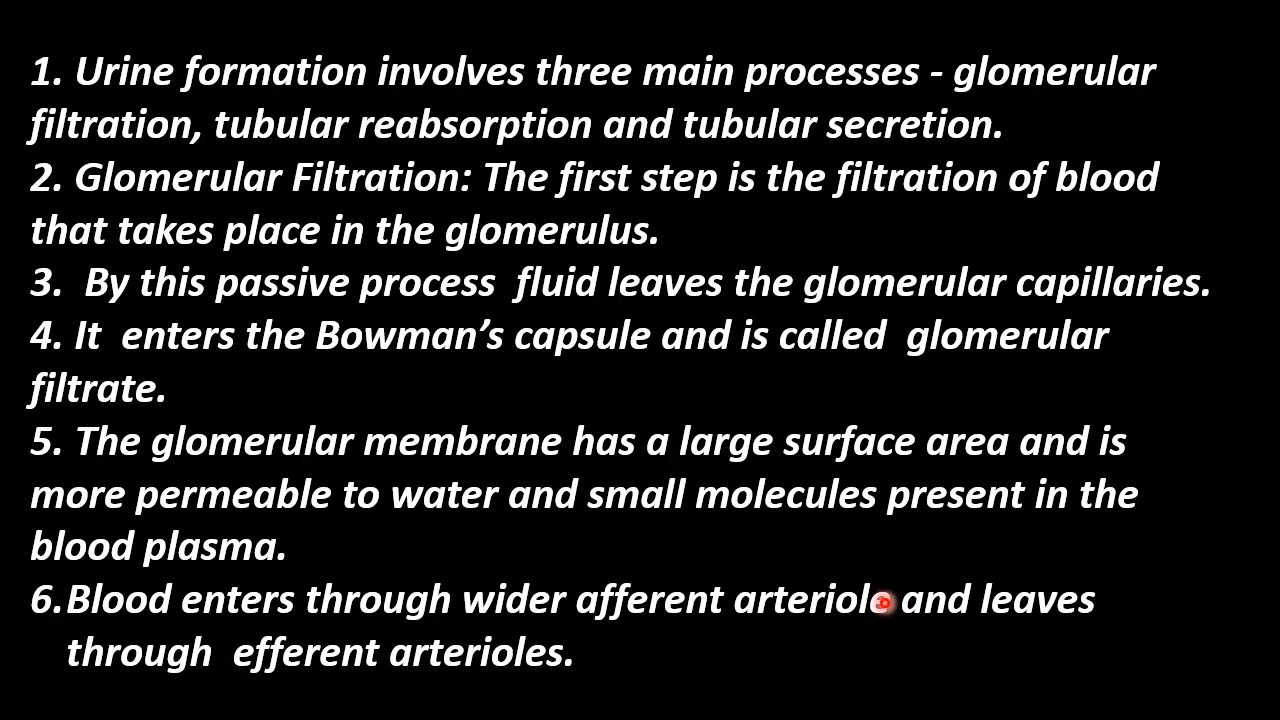 1. Urine formation involves three main processes - glomerular
filtration, tubular reabsorption and tubular secretion.
2. Glomerular Filtration: The first step is the filtration of blood
that takes place in the glomerulus.
3.  By this passive process  fluid leaves the glomerular capillaries.
4. It  enters the Bowman’s capsule and is called  glomerular
filtrate.
5. The glomerular membrane has a large surface area and is
more permeable to water and small molecules present in the
blood plasma.
6. Blood enters through wider afferent arteriole and leaves
through  efferent arterioles.